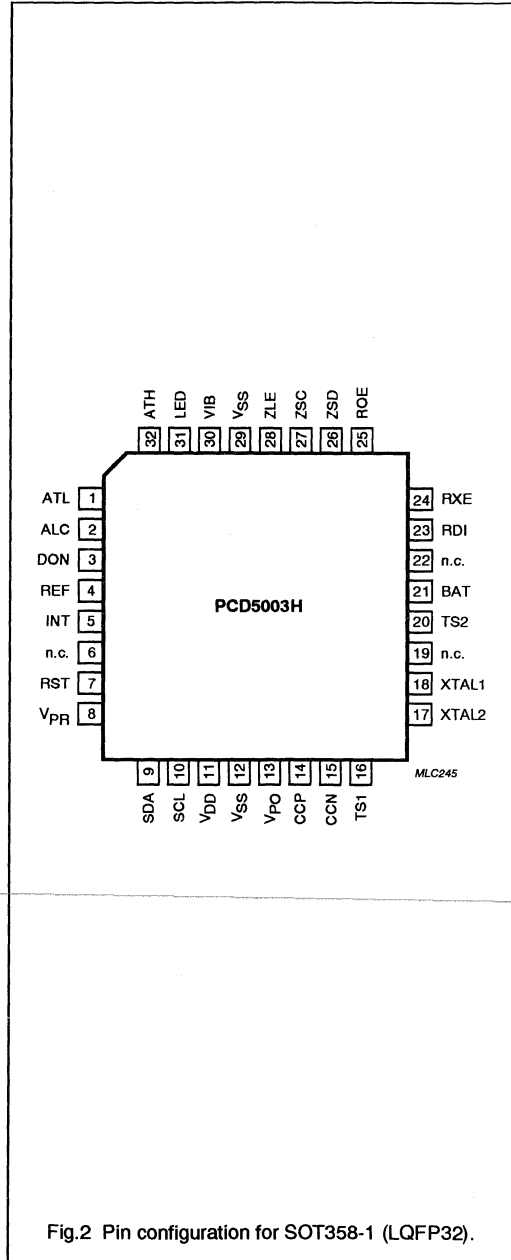 ATH LED VIB VSS ZLE ZSC ZSD ROE
32 31 30 29 28 27 26 25
ATL 1
ALC 2
DON 3
REF 4
INT 5
n.c. 6
RST 7
VPR 8
PCD5003H
24 RXE
23 RDI
22 n.c.
21 BAT
20 TS2
19 n.c.
18 XTAL1
17 XTAL2
9 10 11 12 13 14 15 16
SDA SCL VDD VSS VPO CCP CCN TS1
MLC245
Fig.2 Pin configuration for SOT358-1 (LQFP32).